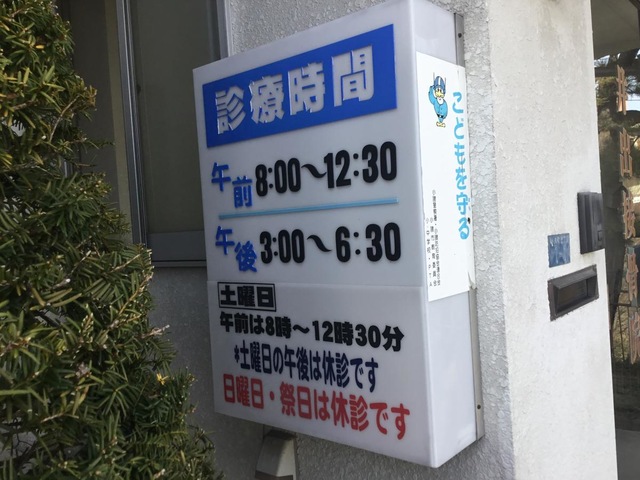 診療時間
午前 8:00〜12:30
午後 3:00〜6:30
土曜日
午前は8時〜12時30分
*土曜日の午後は休診です
日曜日・祭日は休診です
こどもを守る